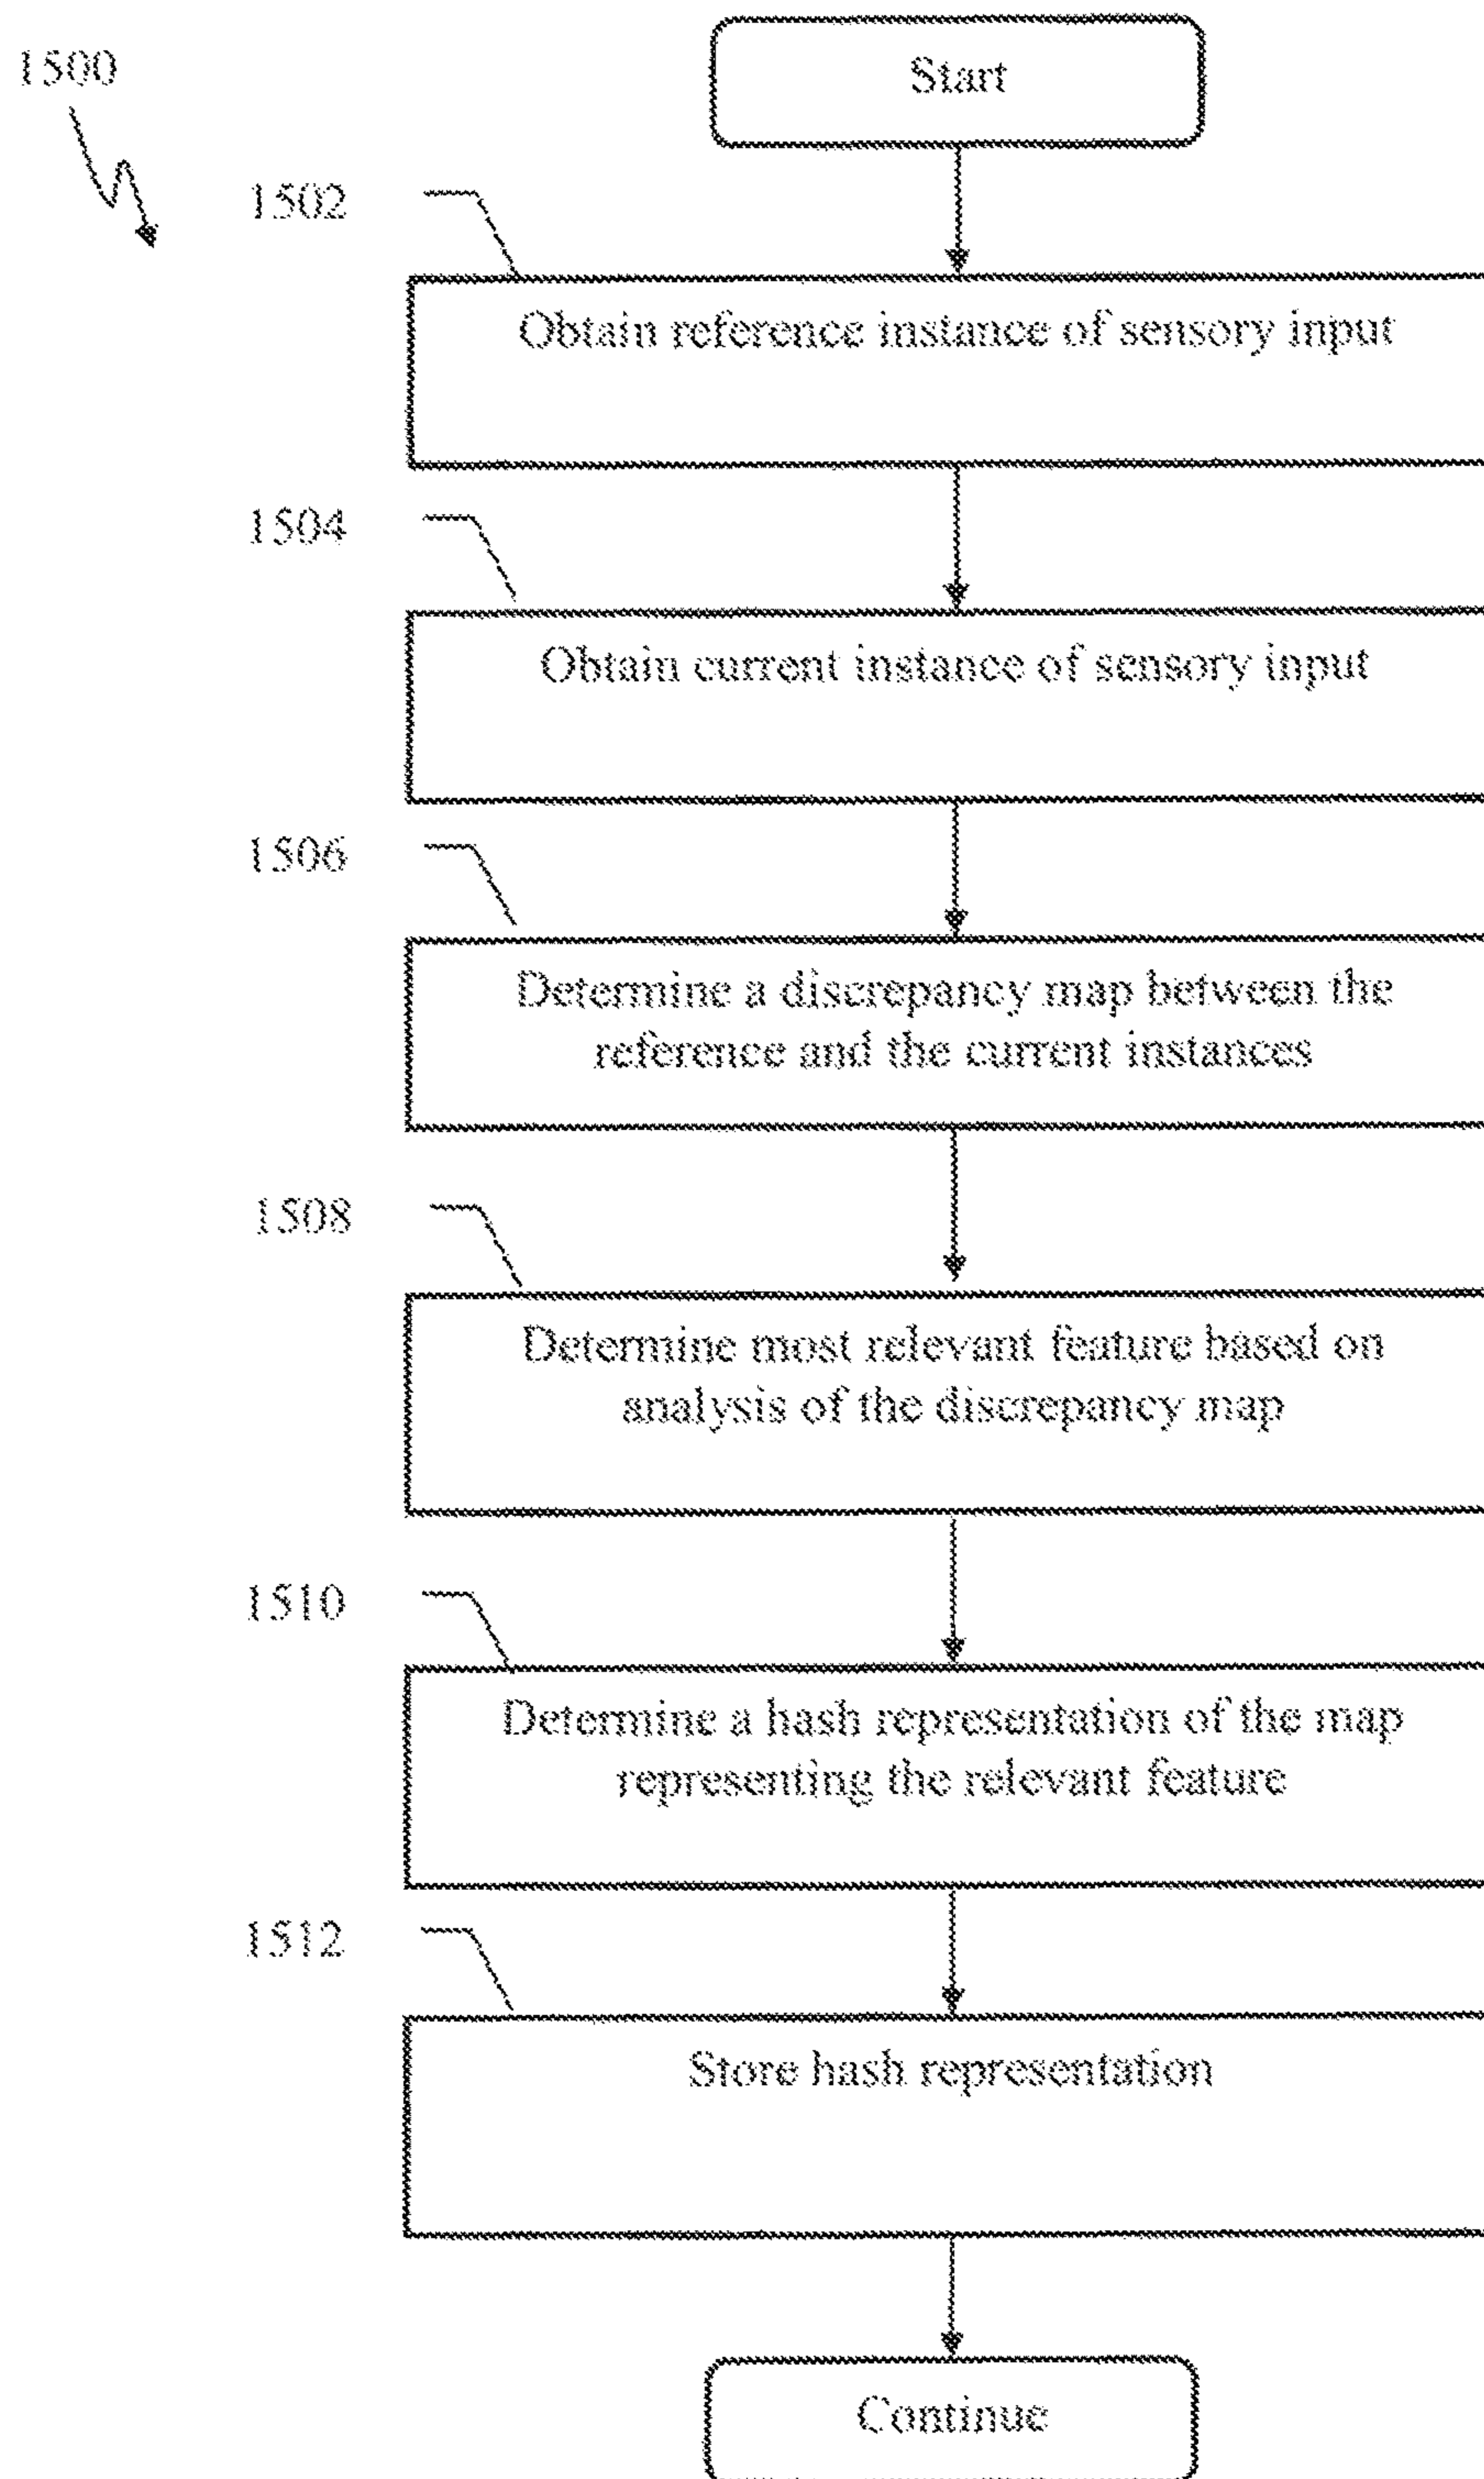 1500
Start
1502
Obtain reference instance of sensory input
1504
Obtain current instance of sensory input
1506
Determine a discrepancy map between the
reference and the current instances
1508
Determine most relevant feature based on
analysis of the discrepancy map
1510
Determine a hash representation of the map
representing the relevant feature
1512
Store hash representation
Continue